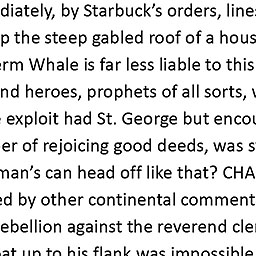 diately, by Starbuck’s orders, line
p the steep gabled roof of a hous
erm Whale is far less liable to this
nd heroes, prophets of all sorts, 
exploit had St. George but encou
er of rejoicing good deeds, was s
man’s can head off like that? CHA
ed by other continental comment
ebellion against the reverend cle
at up to his flank was impossible